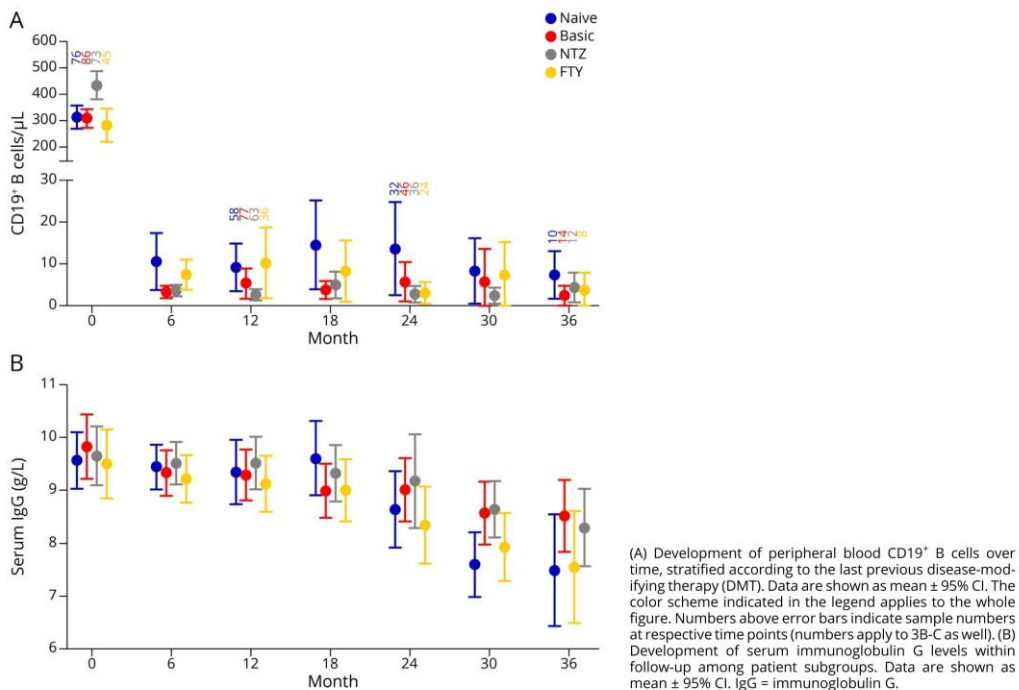 A
Naive
Basic
NTZ
FTY
CD19⁺ B cells/μL
600
500
400
300
200
30
20
10
0
76
86
73
45
58
77
63
36
32
46
36
24
10
14
12
8
0 6 12 18 24 30 36
Month
B
Serum IgG (g/L)
11
10
9
8
7
6
0 6 12 18 24 30 36
Month
(A) Development of peripheral blood CD19⁺ B cells over
time, stratified according to the last previous disease-mod-
ifying therapy (DMT). Data are shown as mean ± 95% CI. The
color scheme indicated in the legend applies to the whole
figure. Numbers above error bars indicate sample numbers
at respective time points (numbers apply to 3B-C as well). (B)
Development of serum immunoglobulin G levels within
follow-up among patient subgroups. Data are shown as
mean ± 95% CI. IgG = immunoglobulin G.